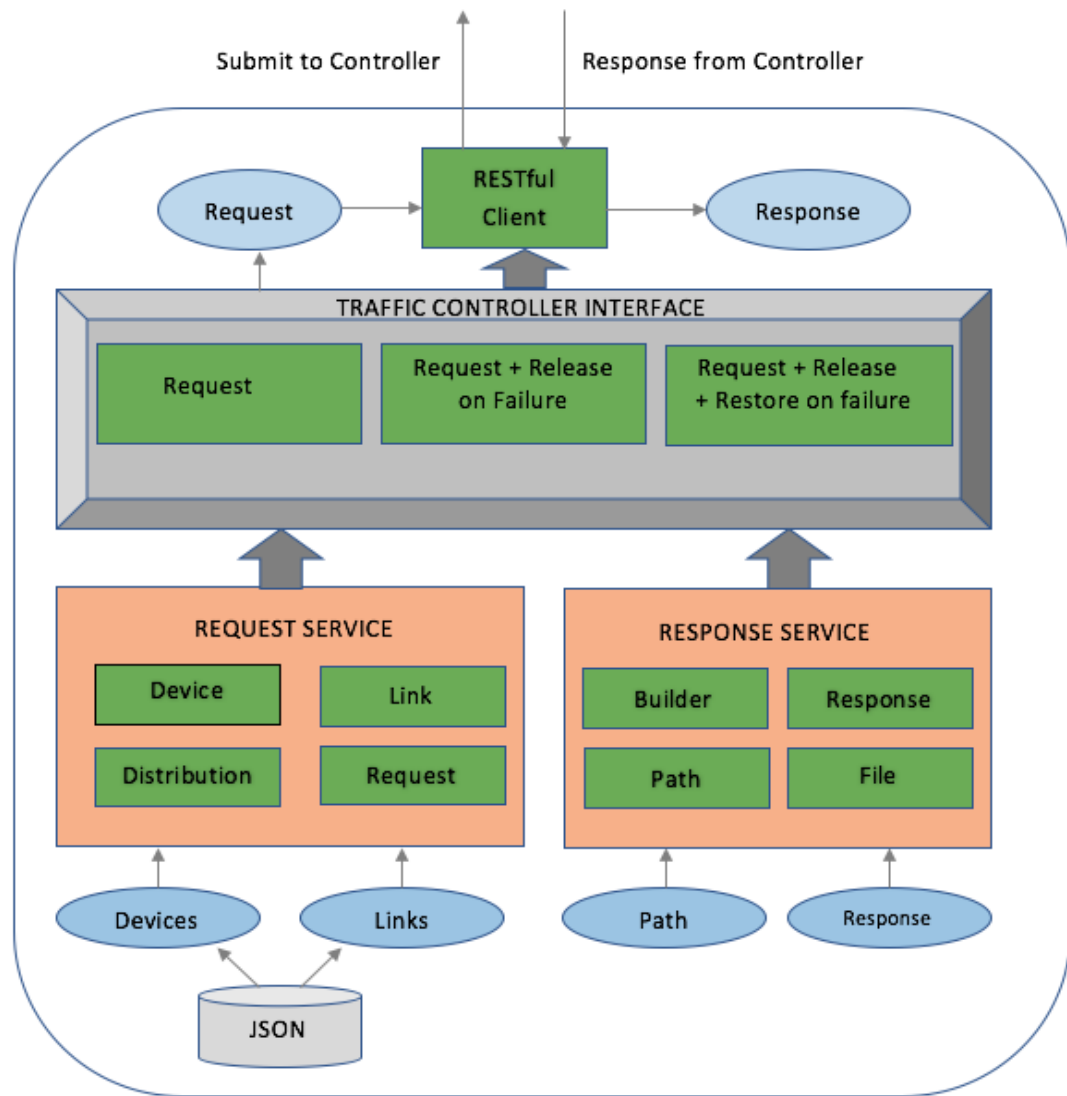 Submit to Controller
Response from Controller
RESTful
Client
Request
Response
TRAFFIC CONTROLLER INTERFACE
Request
Request + Release
on Failure
Request + Release
+ Restore on failure
REQUEST SERVICE
Device
Link
Distribution
Request
RESPONSE SERVICE
Builder
Response
Path
File
Devices
Links
Path
Response
JSON